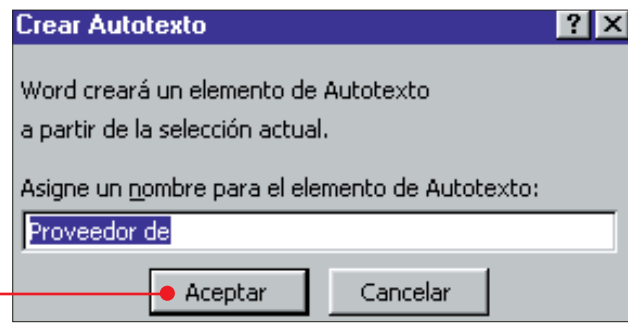 Crear Autotexto ? ×
Word creará un elemento de Autotexto
a partir de la selección actual.
Asigne un nombre para el elemento de Autotexto:
Proveedor de
Aceptar Cancelar